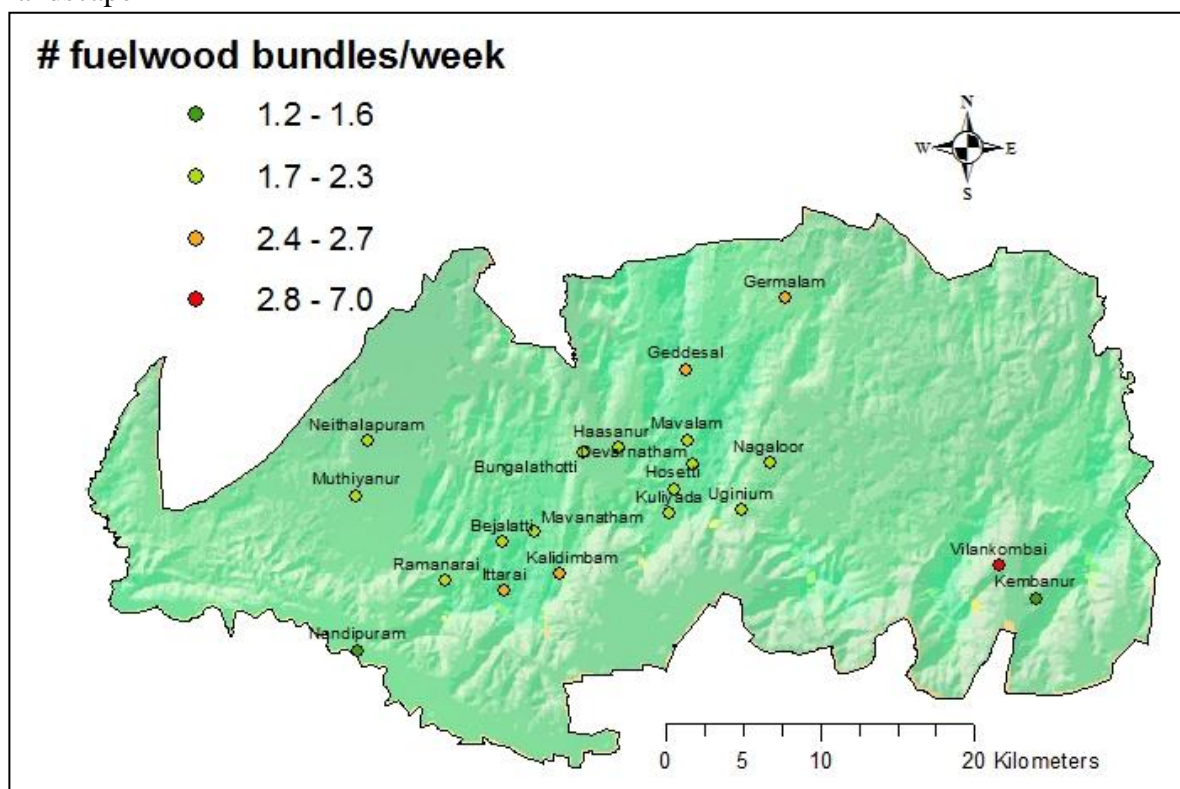 # fuelwood bundles/week
1.2 - 1.6
1.7 - 2.3
2.4 - 2.7
2.8 - 7.0
N
W E
S
Germalam
Geddesal
Neithalapuram
Haasanur
Mavalam
Devarnatham
Nagaloor
Bungalathotti
Muthiyanur
Hosetti
Kuliyada
Uginium
Bejalatti
Mavanatham
Vilankombai
Ramanarai
Kalidimbam
Ittarai
Kembanur
Nandipuram
0 5 10 20 Kilometers